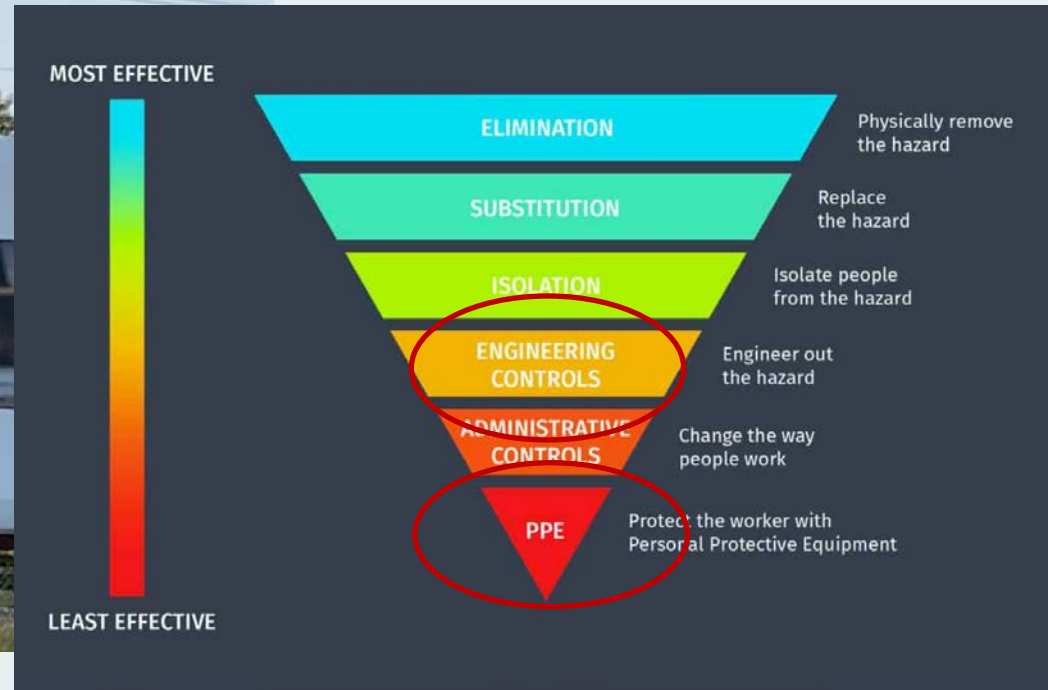 MOST EFFECTIVE
ELIMINATION
Physically remove
the hazard
SUBSTITUTION
Replace
the hazard
ISOLATION
Isolate people
from the hazard
ENGINEERING
CONTROLS
Engineer out
the hazard
ADMINISTRATIVE
CONTROLS
Change the way
people work
PPE
Protect the worker with
Personal Protective Equipment
LEAST EFFECTIVE